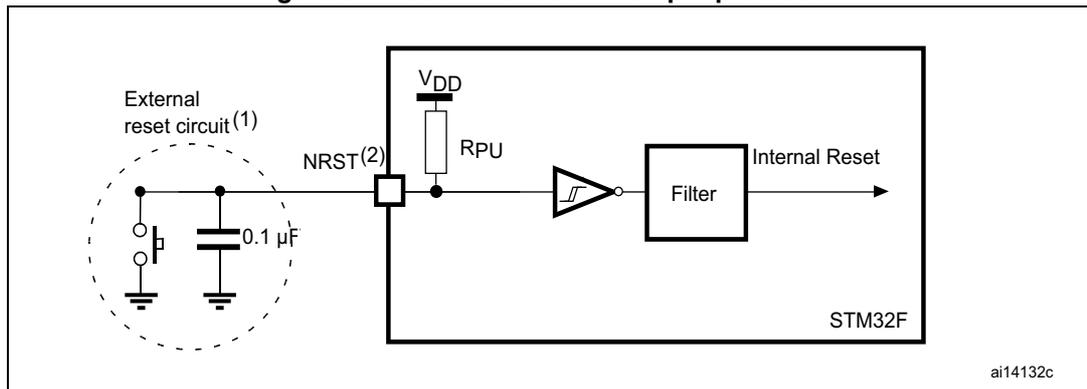 External
reset circuit(1)
NRST(2)
VDD
RPU
Internal Reset
Filter
0.1 µF
STM32F
ai14132c